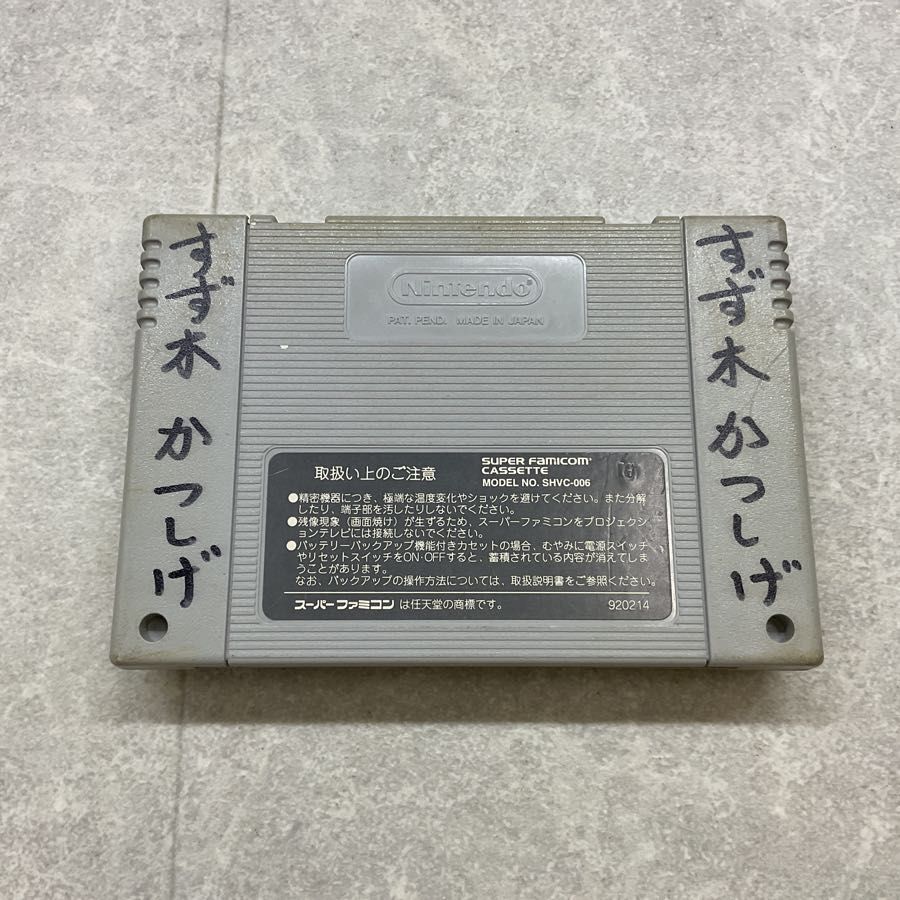 すず木 かつしげ
Nintendo
PAT. PEND. MADE IN JAPAN
取扱い上のご注意
SUPER FAMICOM
CASSETTE
MODEL NO. SHVC-006
●精密機器につき、極端な温度変化やショックを避けてください。また分解
したり、端子部を汚したりしないでください。
●残像現象（画面焼け）が生ずるため、スーパーファミコンをプロジェクシ
ョンテレビには接続しないでください。
●バッテリーバックアップ機能付きカセットの場合、むやみに電源スイッチ
やリセットスイッチをON·OFFすると、蓄積されている内容が消えてしま
うことがあります。
なお、バックアップの操作方法については、取扱説明書をご参照ください。
スーパーファミコン は任天堂の商標です。
920214
すず木 かつしげ